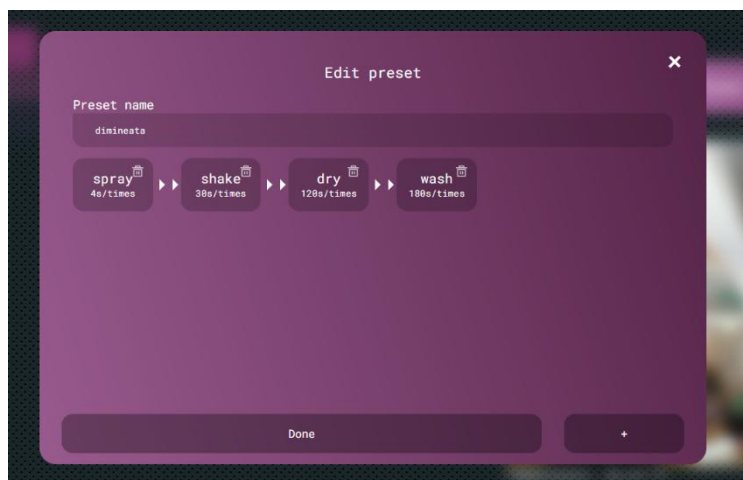 Edit preset
Preset name
dimineata
spray shake dry wash
4s/times 30s/times 120s/times 180s/times
Done +